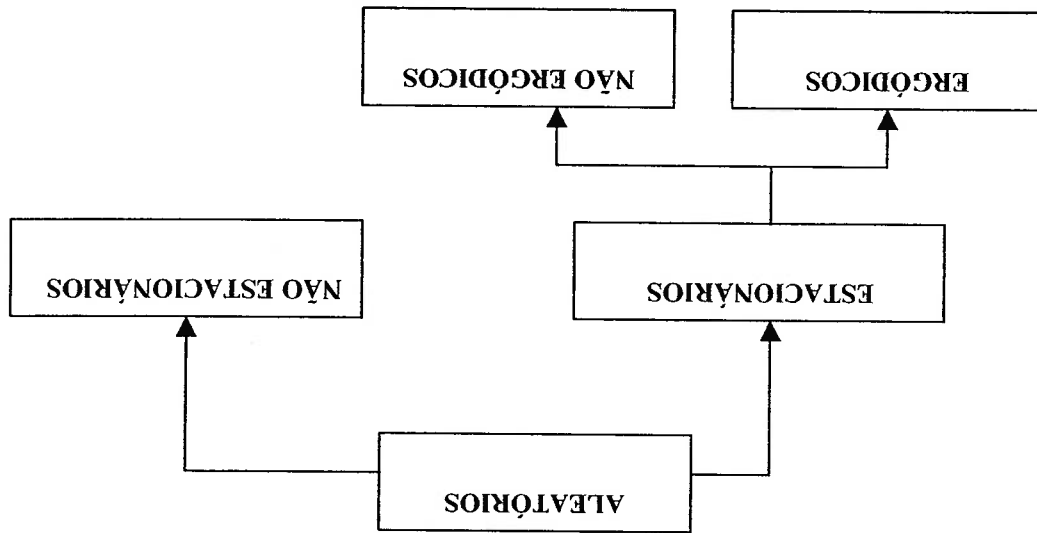 ALEATÓRIOS
ESTACIONÁRIOS
NÃO ESTACIONÁRIOS
ERGÓDICOS
NÃO ERGÓDICOS